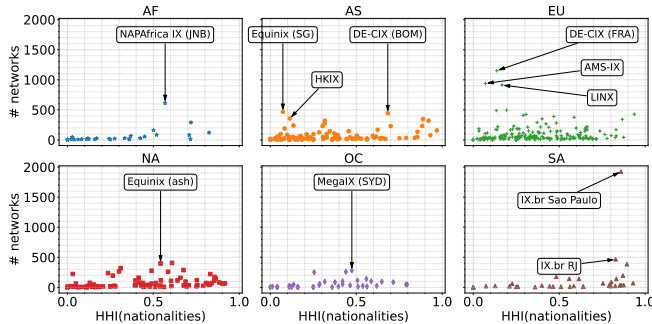 AF
AS
EU
2000
1500
1000
500
0
# networks
NAPAfrica IX (JNB)
Equinix (SG)
DE-CIX (BOM)
HKIX
DE-CIX (FRA)
AMS-IX
LINX
NA
OC
SA
2000
1500
1000
500
0
# networks
Equinix (ash)
MegaIX (SYD)
IX.br Sao Paulo
IX.br RJ
0.0 0.5 1.0
0.0 0.5 1.0
0.0 0.5 1.0
HHI(nationalities)
HHI(nationalities)
HHI(nationalities)